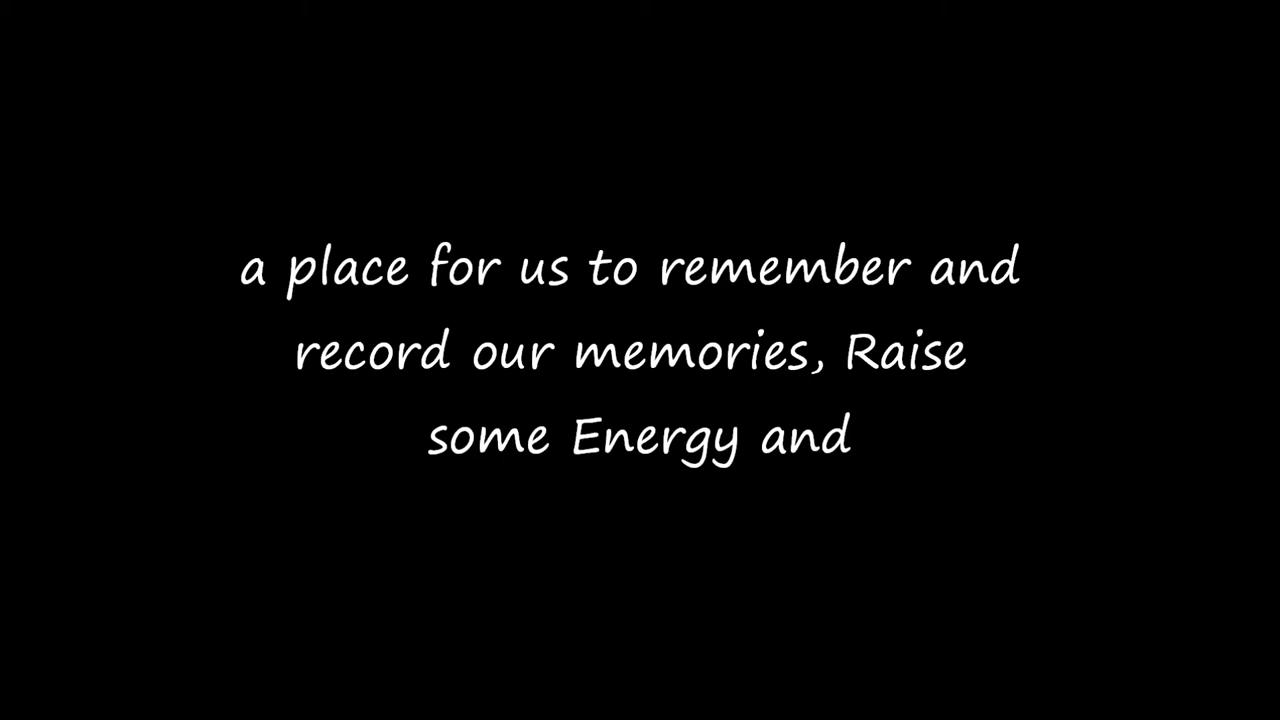 a place for us to remember and
record our memories, Raise
some Energy and